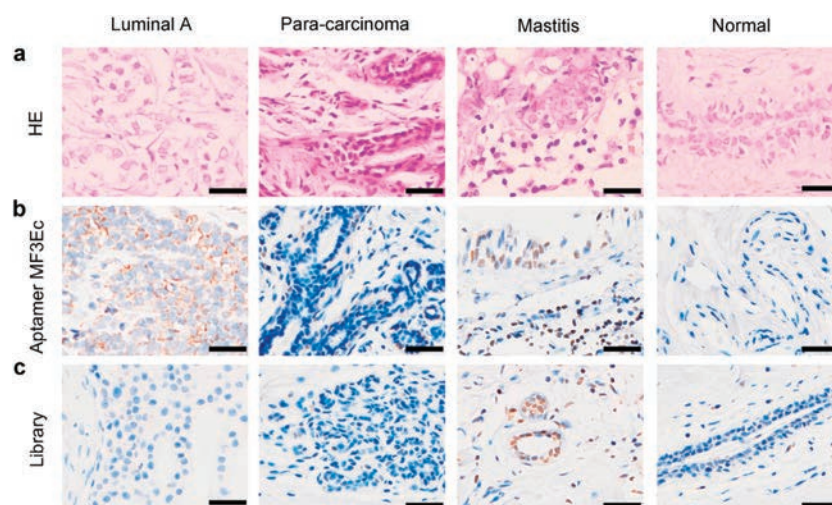 Luminal A Para-carcinoma Mastitis Normal
a
HE
b
Aptamer MF3Ec
c
Library